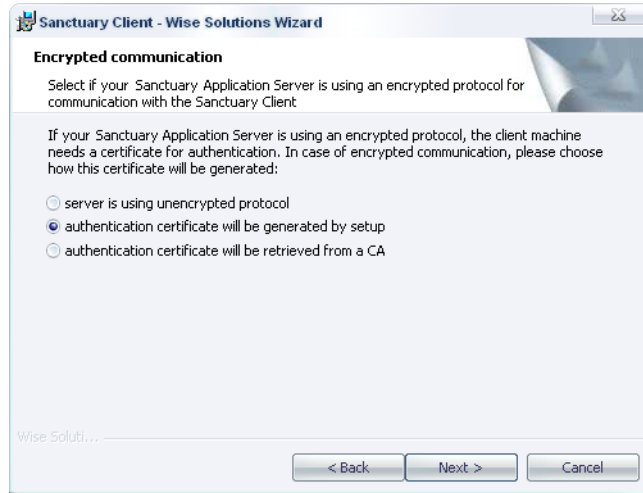 Sanctuary Client - Wise Solutions Wizard
Encrypted communication
Select if your Sanctuary Application Server is using an encrypted protocol for
communication with the Sanctuary Client
If your Sanctuary Application Server is using an encrypted protocol, the client machine
needs a certificate for authentication. In case of encrypted communication, please choose
how this certificate will be generated:
server is using unencrypted protocol
authentication certificate will be generated by setup
authentication certificate will be retrieved from a CA
Wise Soluti...
< Back Next > Cancel